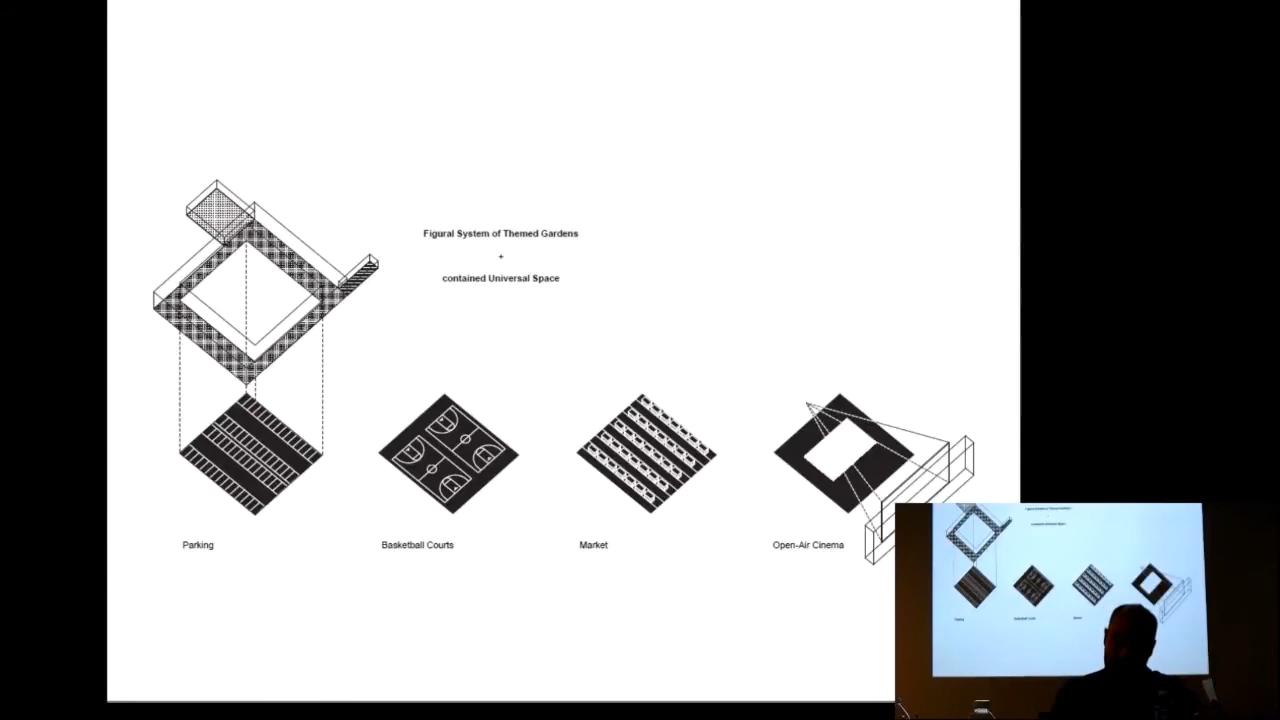 Figural System of Themed Gardens
+
contained Universal Space
Parking
Basketball Courts
Market
Open-Air Cinema